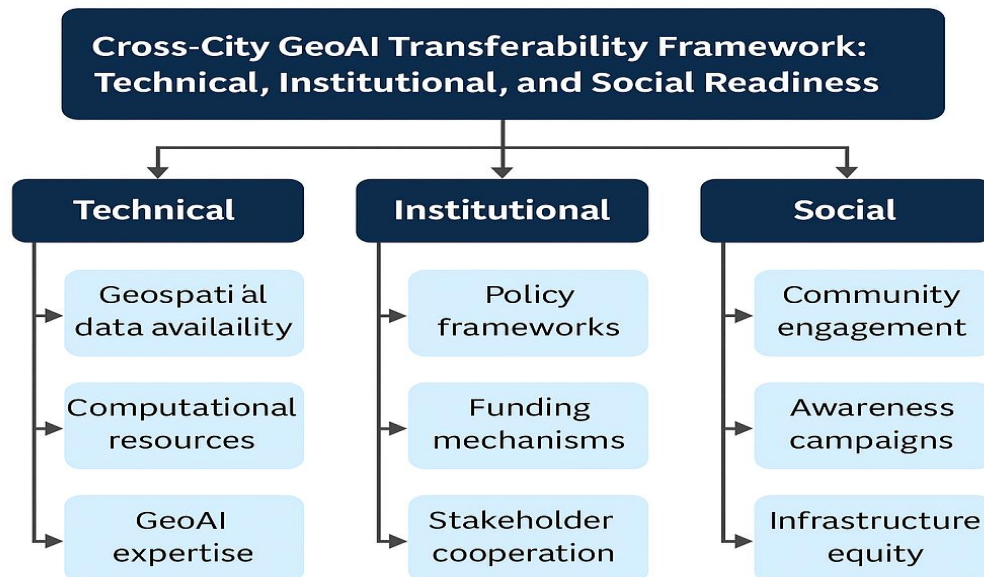 Cross-City GeoAI Transferability Framework:
Technical, Institutional, and Social Readiness
Technical
Institutional
Social
Geospati ál
data availaility
Policy
frameworks
Community
engagement
Computational
resources
Funding
mechanisms
Awareness
campaigns
GeoAI
expertise
Stakeholder
cooperation
Infrastructure
equity